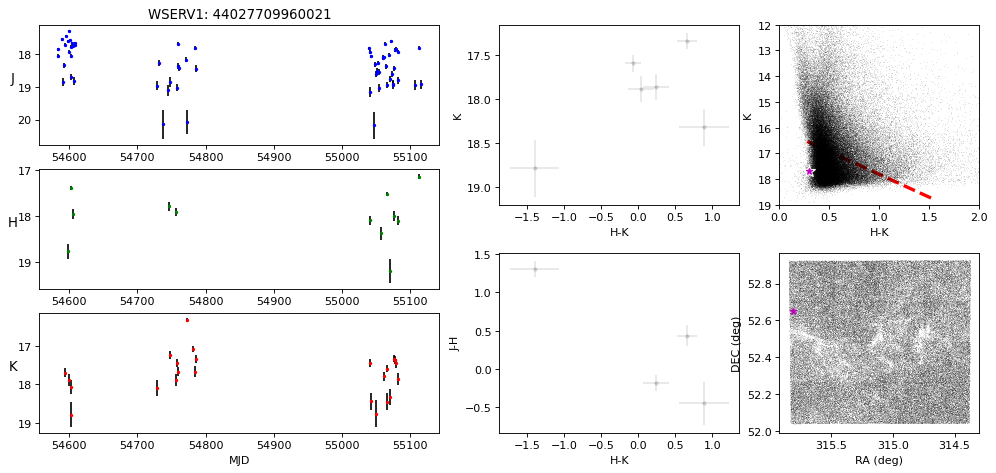 WSERV1: 44027709960021
J
18
19
20
54600 54700 54800 54900 55000 55100
H
17
18
19
54600 54700 54800 54900 55000 55100
K
17
18
19
54600 54700 54800 54900 55000 55100
MJD
K
17.5
18.0
18.5
19.0
−1.5 −1.0 −0.5 0.0 0.5 1.0
H-K
K
12
13
14
15
16
17
18
19
0.0 0.5 1.0 1.5 2.0
H-K
J-H
1.5
1.0
0.5
0.0
−0.5
−1.5 −1.0 −0.5 0.0 0.5 1.0
H-K
DEC (deg)
52.8
52.6
52.4
52.2
52.0
315.5 315.0 314.5
RA (deg)